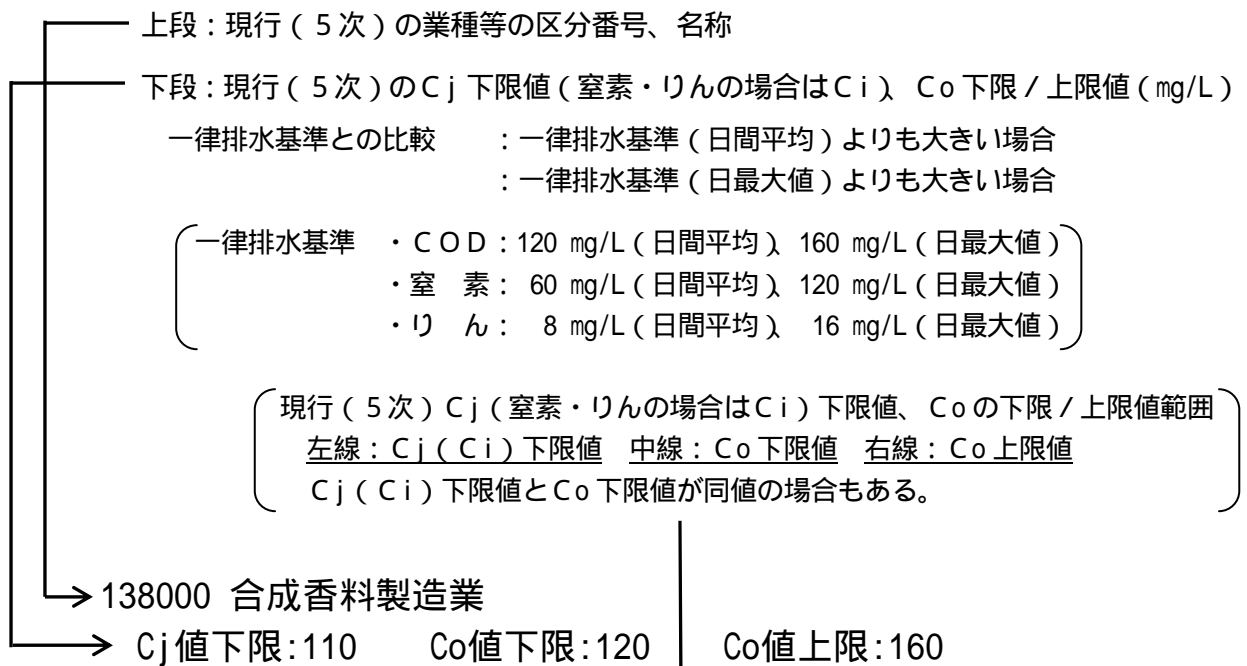 上段：現行（５次）の業種等の区分番号、名称
下段：現行（５次）のＣｊ下限値（窒素・りんの場合はＣｉ）、Ｃｏ下限／上限値（㎎/Ｌ）
一律排水基準との比較　　：一律排水基準（日間平均）よりも大きい場合
：一律排水基準（日最大値）よりも大きい場合
一律排水基準　・ＣＯＤ：120 ㎎/L（日間平均）、160 ㎎/L（日最大値）
・窒　素： 60 ㎎/L（日間平均）、120 ㎎/L（日最大値）
・り　ん： 8 ㎎/L（日間平均）、 16 ㎎/L（日最大値）
現行（５次）Ｃｊ（窒素・りんの場合はＣｉ）下限値、Ｃｏの下限／上限値範囲
左線：Ｃｊ（Ｃｉ）下限値　中線：Ｃｏ下限値　右線：Ｃｏ上限値
Ｃｊ（Ｃｉ）下限値とＣｏ下限値が同値の場合もある。
138000 合成香料製造業
Cj値下限:110　Co値下限:120　Co値上限:160